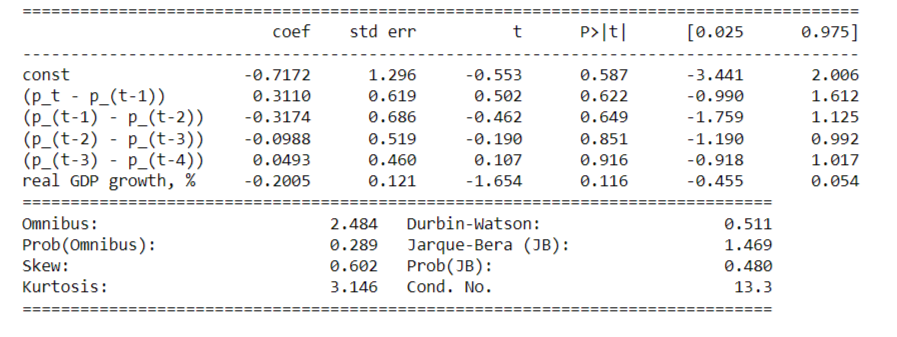 ==============================================================================
coef std err t P>|t| [0.025 0.975]
------------------------------------------------------------------------------
const -0.7172 1.296 -0.553 0.587 -3.441 2.006
(p_t - p_(t-1)) 0.3110 0.619 0.502 0.622 -0.990 1.612
(p_(t-1) - p_(t-2)) -0.3174 0.686 -0.462 0.649 -1.759 1.125
(p_(t-2) - p_(t-3)) -0.0988 0.519 -0.190 0.851 -1.190 0.992
(p_(t-3) - p_(t-4)) 0.0493 0.460 0.107 0.916 -0.918 1.017
real GDP growth, % -0.2005 0.121 -1.654 0.116 -0.455 0.054
==============================================================================
Omnibus: 2.484 Durbin-Watson: 0.511
Prob(Omnibus): 0.289 Jarque-Bera (JB): 1.469
Skew: 0.602 Prob(JB): 0.480
Kurtosis: 3.146 Cond. No. 13.3
==============================================================================